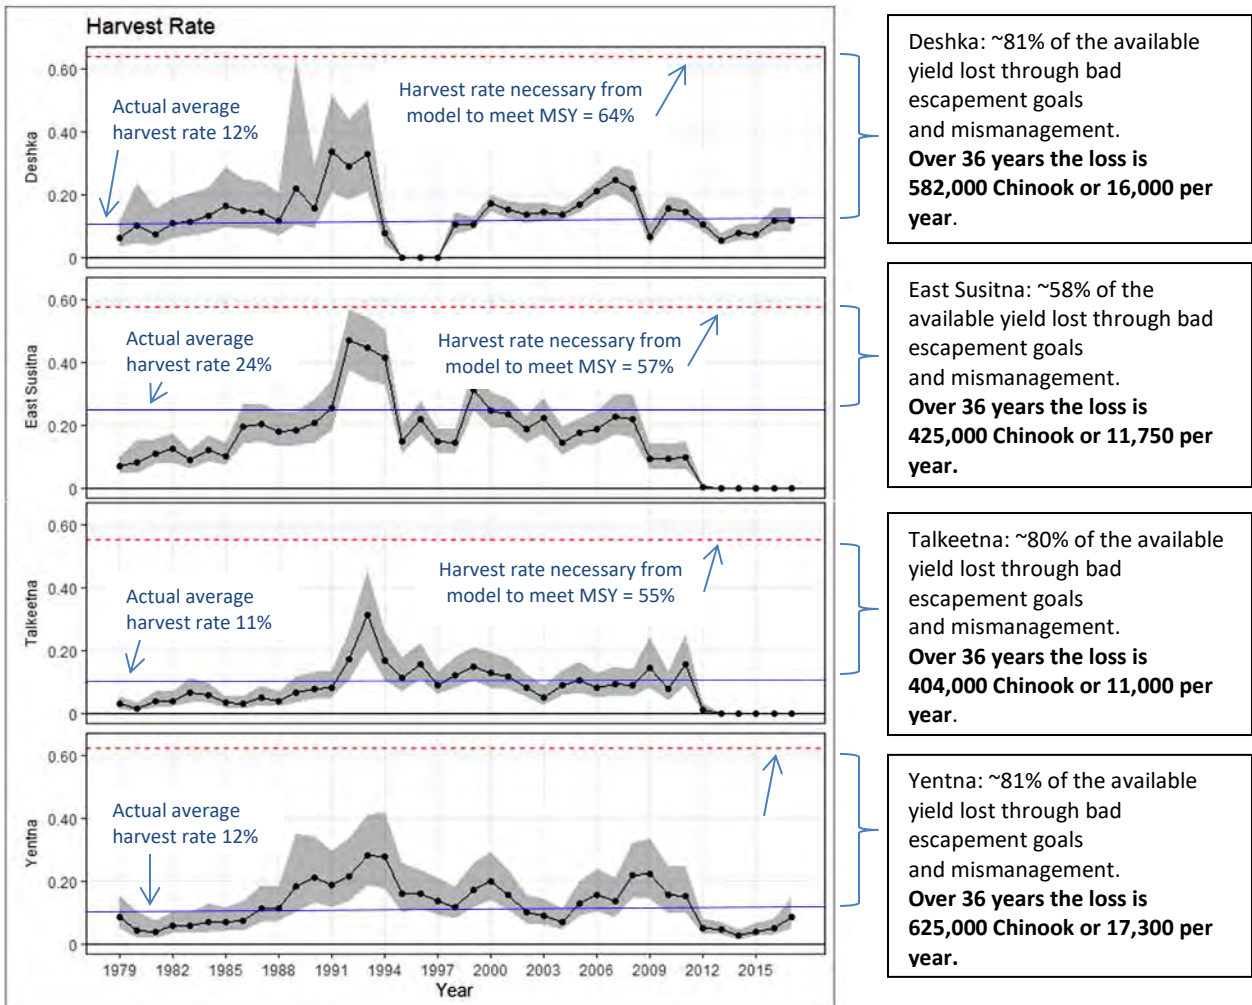 Harvest Rate
0.60
0.40
0.20
0
Deshka
Actual average
harvest rate 12%
Harvest rate necessary from
model to meet MSY = 64%
Deshka: ~81% of the available
yield lost through bad
escapement goals
and mismanagement.
Over 36 years the loss is
582,000 Chinook or 16,000 per
year.
0.60
0.40
0.20
0
East Susitna
Actual average
harvest rate 24%
Harvest rate necessary from
model to meet MSY = 57%
East Susitna: ~58% of the
available yield lost through bad
escapement goals
and mismanagement.
Over 36 years the loss is
425,000 Chinook or 11,750 per
year.
0.60
0.40
0.20
0
Talkeetna
Actual average
harvest rate 11%
Harvest rate necessary from
model to meet MSY = 55%
Talkeetna: ~80% of the available
yield lost through bad
escapement goals
and mismanagement.
Over 36 years the loss is
404,000 Chinook or 11,000 per
year.
0.60
0.40
0.20
0
Yentna
Actual average
harvest rate 12%
Yentna: ~81% of the available
yield lost through bad
escapement goals
and mismanagement.
Over 36 years the loss is
625,000 Chinook or 17,300 per
year.
1979 1982 1985 1988 1991 1994 1997 2000 2003 2006 2009 2012 2015
Year